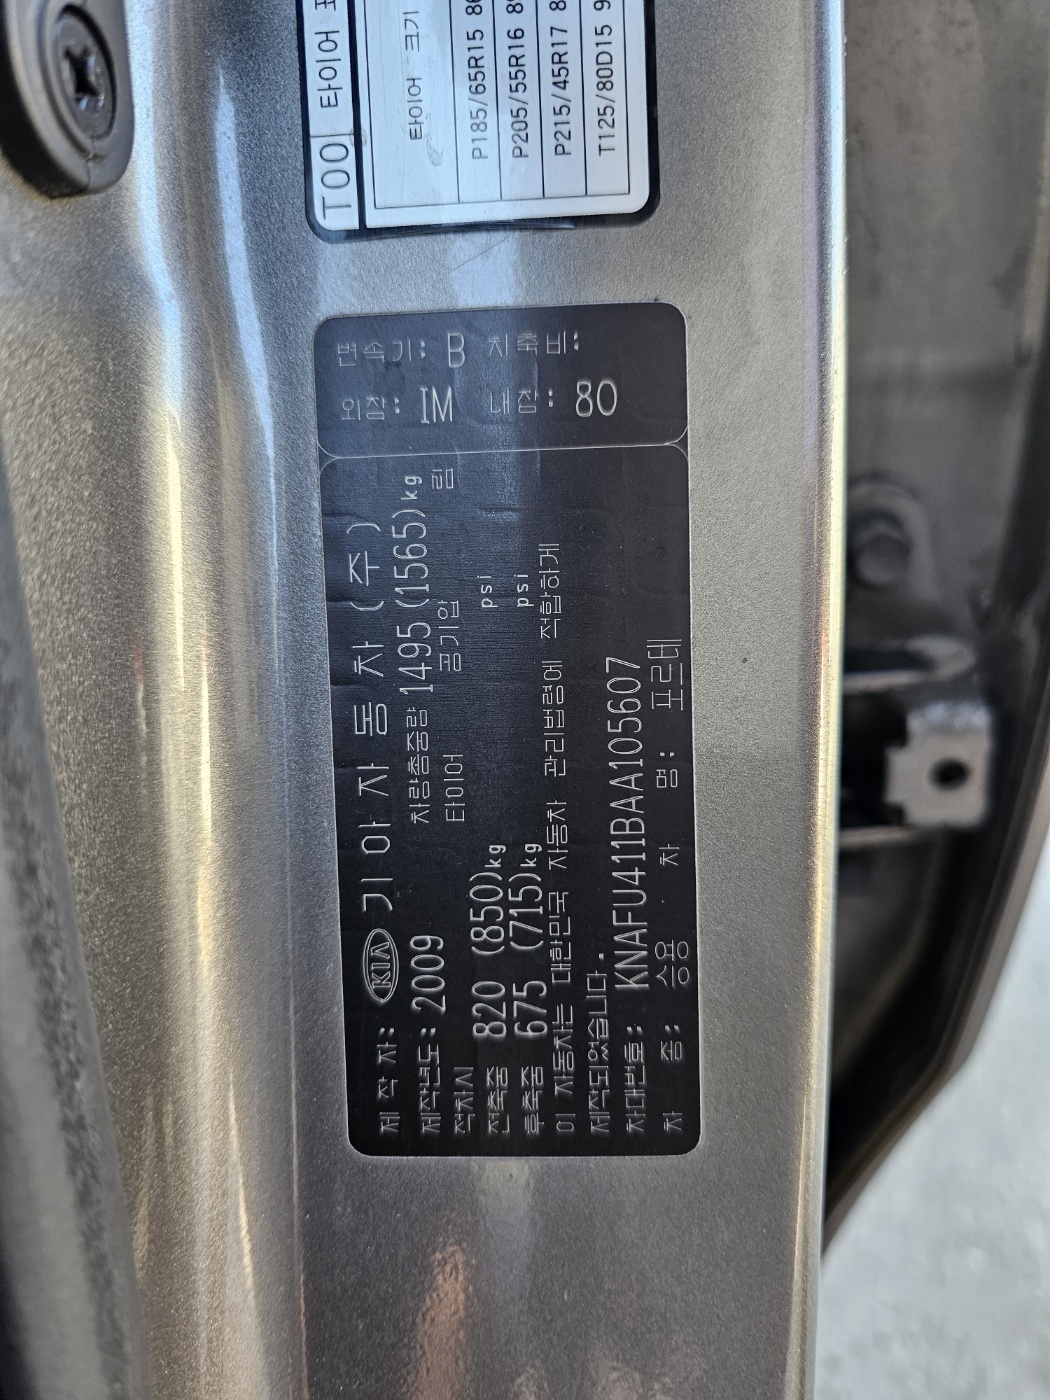 제 작 자: KIA 기아자동차 (주)
제작년도: 2009 차량총중량 1495(1565)kg
작차시 타이어 공기압 림
전축중 820 (850)kg psi
후축중 675 (715)kg psi
이 자동차는 대한민국 자동차 관리법령에 적합하게
제작되었습니다.
차대번호: KNAFU411BAA105607
차 종: 승용 차 명: 포르테
변속기: B 치축비:
외장: IM 내장: 80
TOO 타이어
타이어 크기
P185/65R15
P205/55R16
P215/45R17
T125/80D15